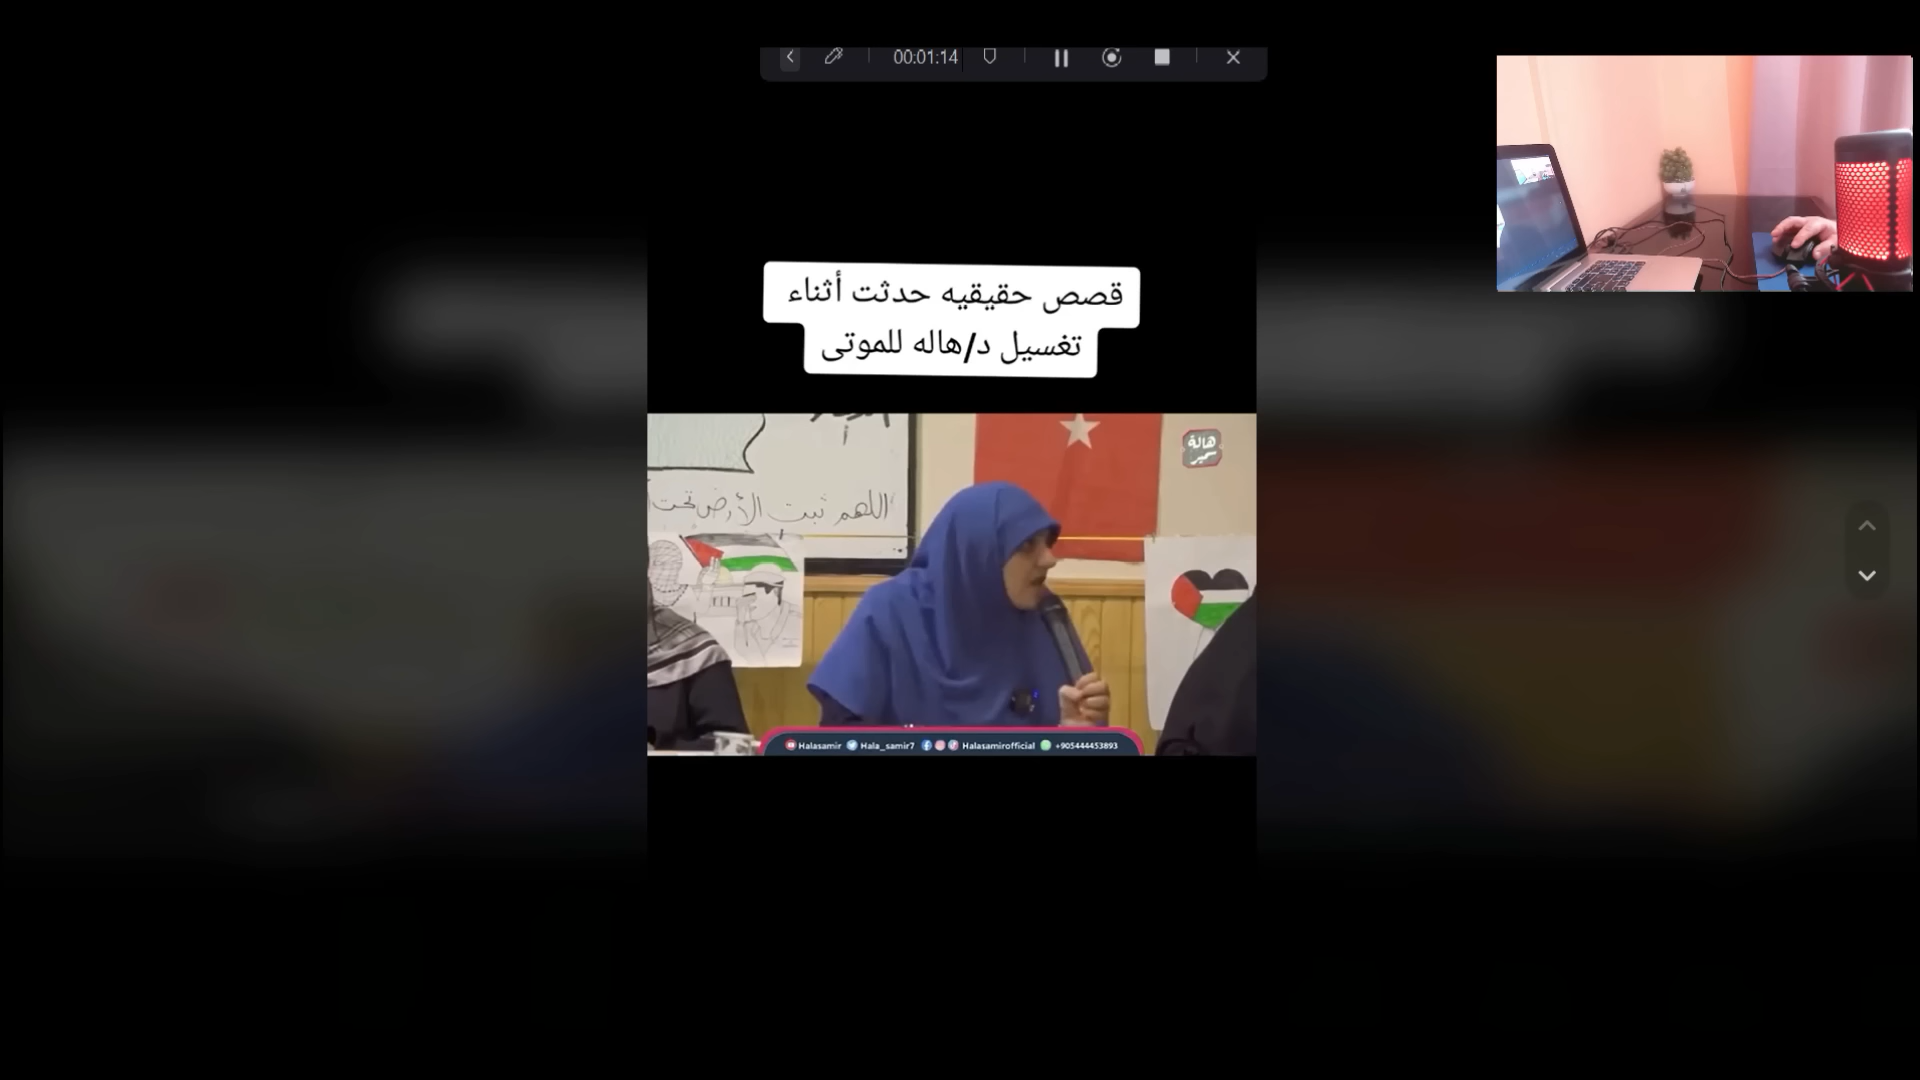 00:01:14
قصص حقيقيه حدثت أثناء
تغسيل د/هاله للموتى
هالة
سمير
اللهم ثبت الأرض تحت
Halasamir Hala_samir7 Halasamirofficial +905444453893